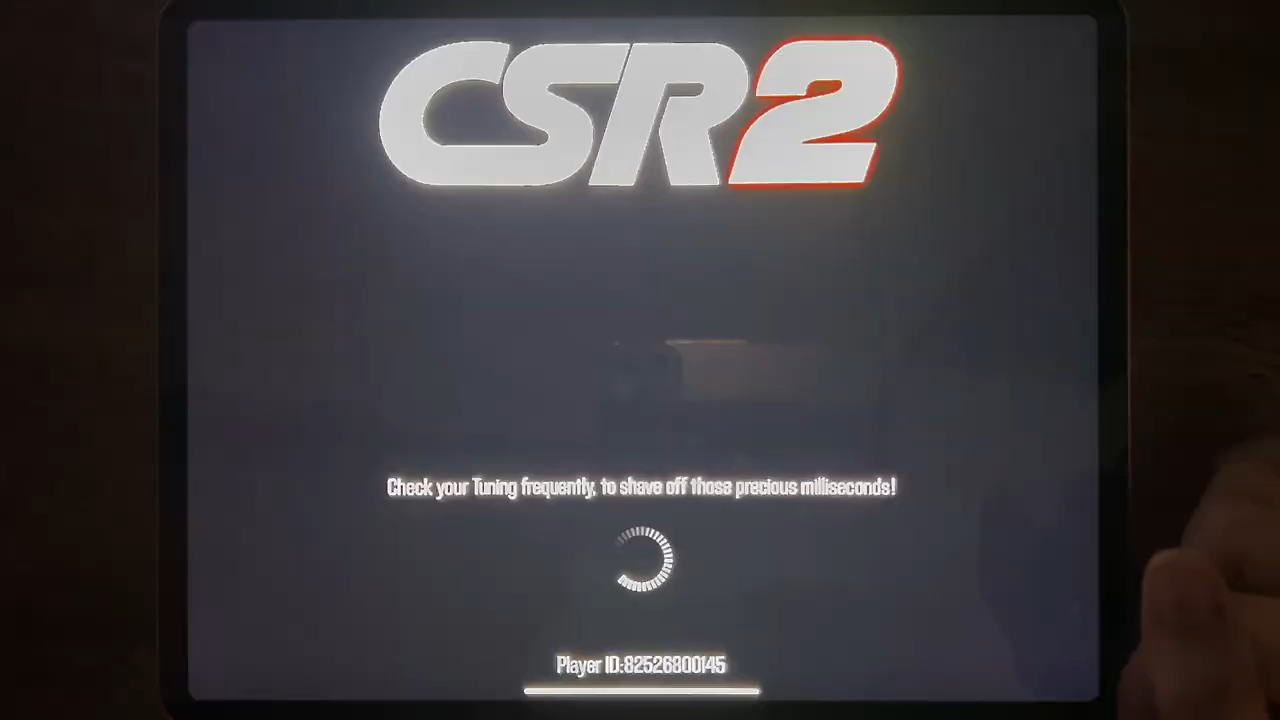 CSR2
Check your Tuning frequently, to shave off those precious milliseconds!
Player ID:82526800145